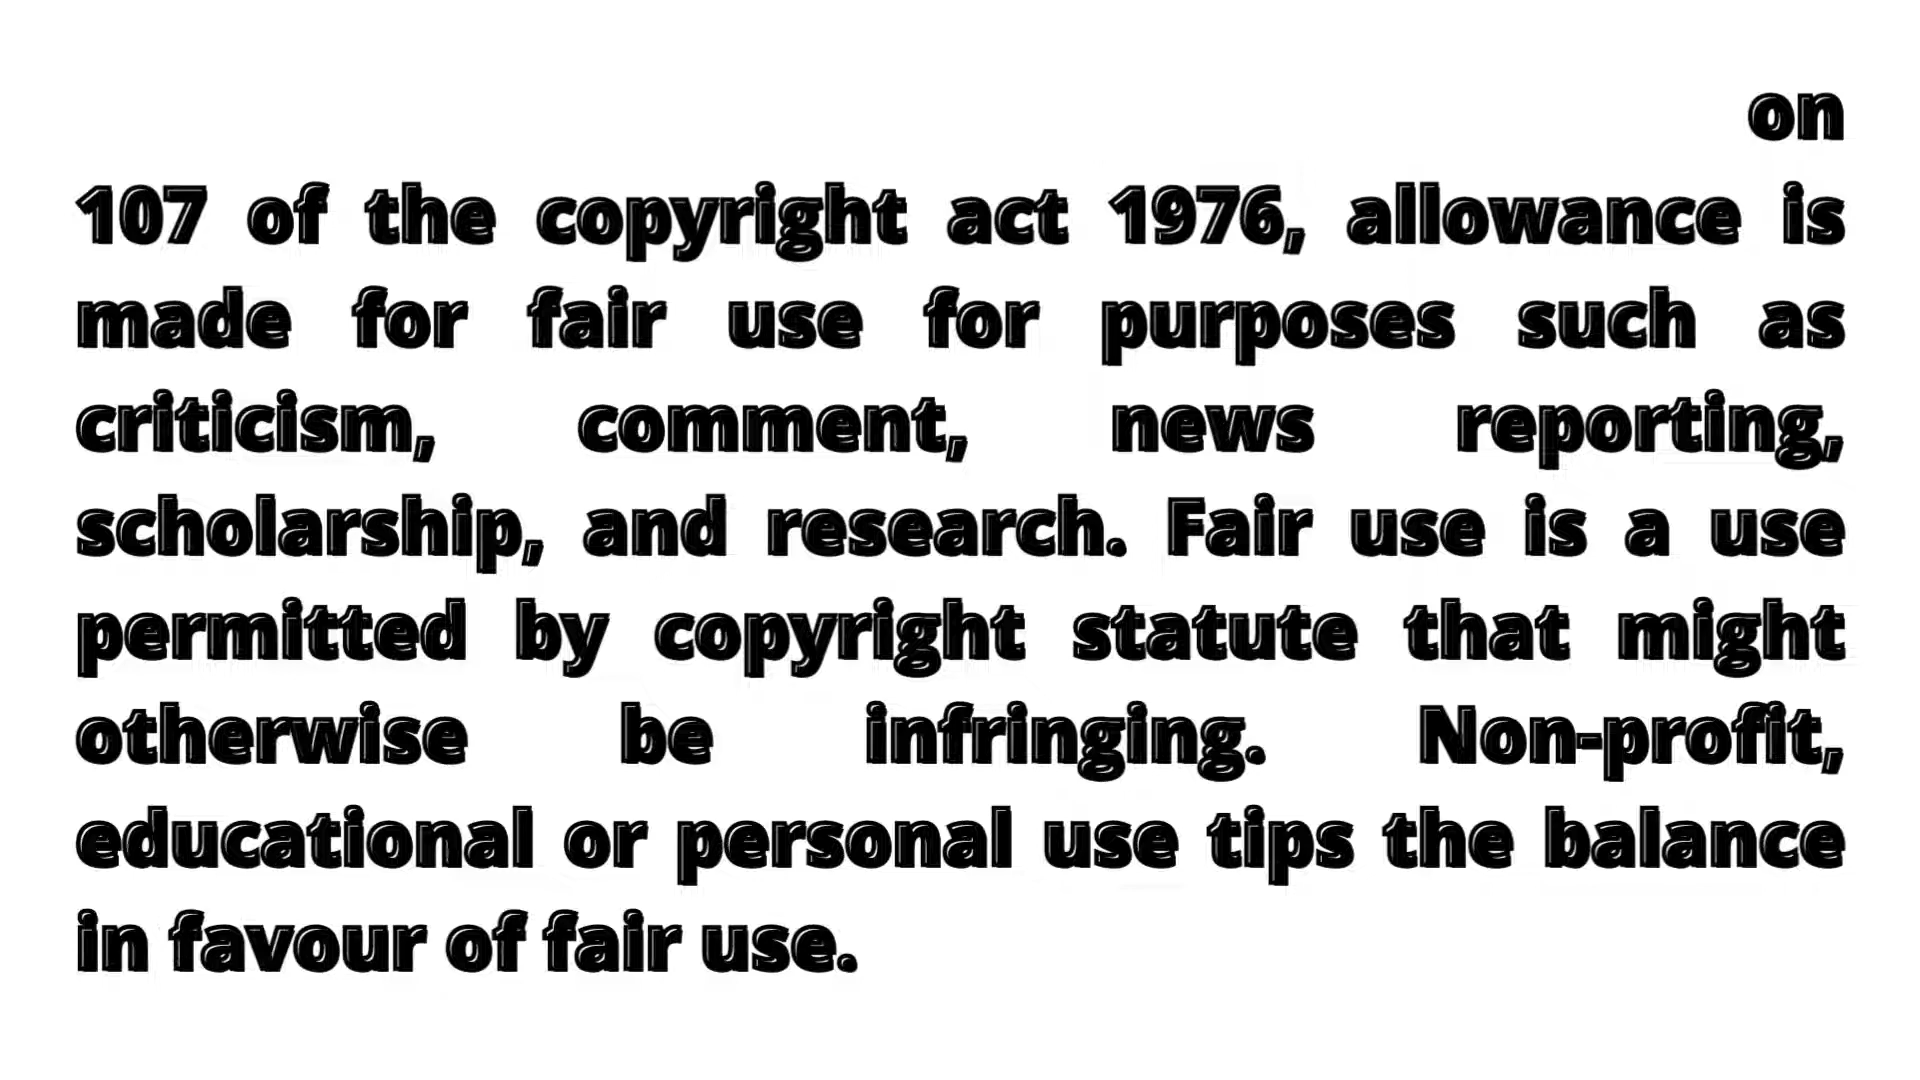 on
107 of the copyright act 1976, allowance is
made for fair use for purposes such as
criticism, comment, news reporting,
scholarship, and research. Fair use is a use
permitted by copyright statute that might
otherwise be infringing. Non-profit,
educational or personal use tips the balance
in favour of fair use.